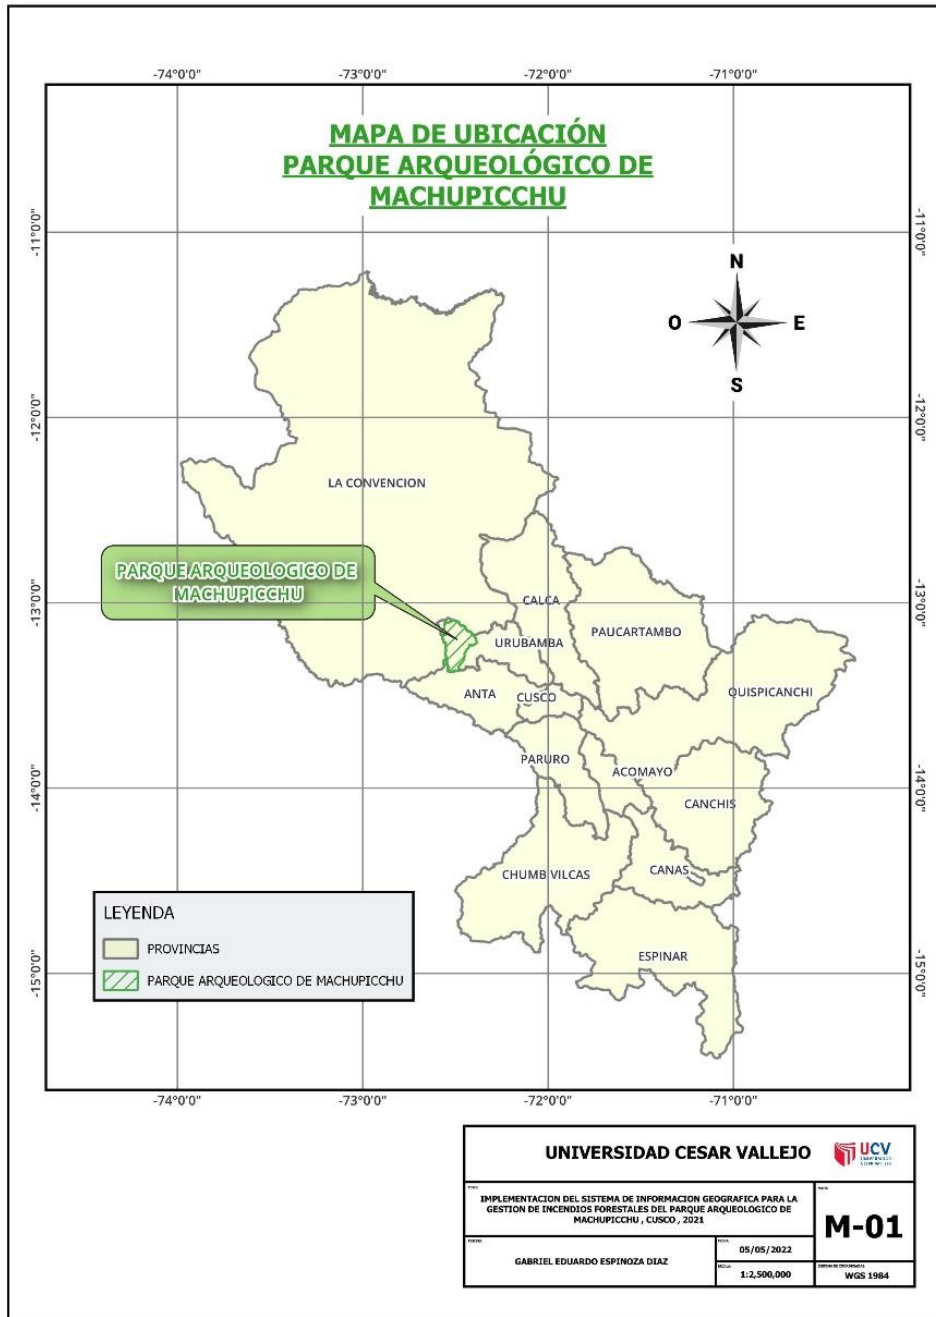 -74°0'0"
-73°0'0"
-72°0'0"
-71°0'0"
MAPA DE UBICACIÓN
PARQUE ARQUEOLÓGICO DE
MACHUPICCHU
-11°0'0"
-11°0'0"
N
O
E
S
-12°0'0"
-12°0'0"
LA CONVENCION
PARQUE ARQUEOLOGICO DE
MACHUPICCHU
-13°0'0"
-13°0'0"
CALCA
PAUCARTAMBO
URUBAMBA
QUISPICANCHI
ANTA
CUSCO
PARURO
ACOMAYO
-14°0'0"
-14°0'0"
CANCHIS
CHUMBIVILCAS
CANAS
LEYENDA
PROVINCIAS
PARQUE ARQUEOLOGICO DE MACHUPICCHU
ESPINAR
-15°0'0"
-15°0'0"
-74°0'0"
-73°0'0"
-72°0'0"
-71°0'0"
UNIVERSIDAD CESAR VALLEJO
UCV
UNIVERSIDAD
CESAR VALLEJO
IMPLEMENTACION DEL SISTEMA DE INFORMACION GEOGRAFICA PARA LA
GESTION DE INCENDIOS FORESTALES DEL PARQUE ARQUEOLOGICO DE
MACHUPICCHU , CUSCO , 2021
M-01
GABRIEL EDUARDO ESPINOZA DIAZ
05/05/2022
1:2,500,000
WGS 1984